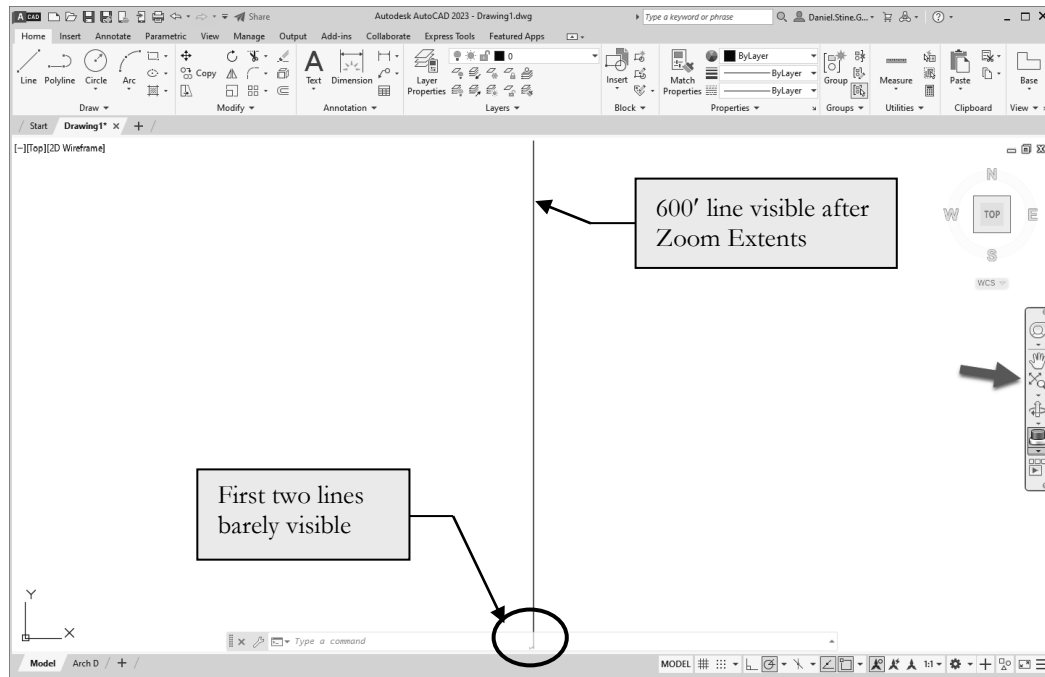 A CAD Share Autodesk AutoCAD 2023 - Drawing1.dwg Type a keyword or phrase Daniel.Stine.G...
Home Insert Annotate Parametric View Manage Output Add-ins Collaborate Express Tools Featured Apps
Line Polyline Circle Arc Copy Text Dimension Layer Properties 0 Insert Match Properties ByLayer ByLayer ByLayer Group Measure Paste Base
Draw Modify Annotation Layers Block Properties Groups Utilities Clipboard View
Start Drawing1* +
[−][Top][2D Wireframe]
N
W TOP E
S
WCS
600′ line visible after
Zoom Extents
First two lines
barely visible
Y
X
Type a command
Model Arch D + MODEL 1:1